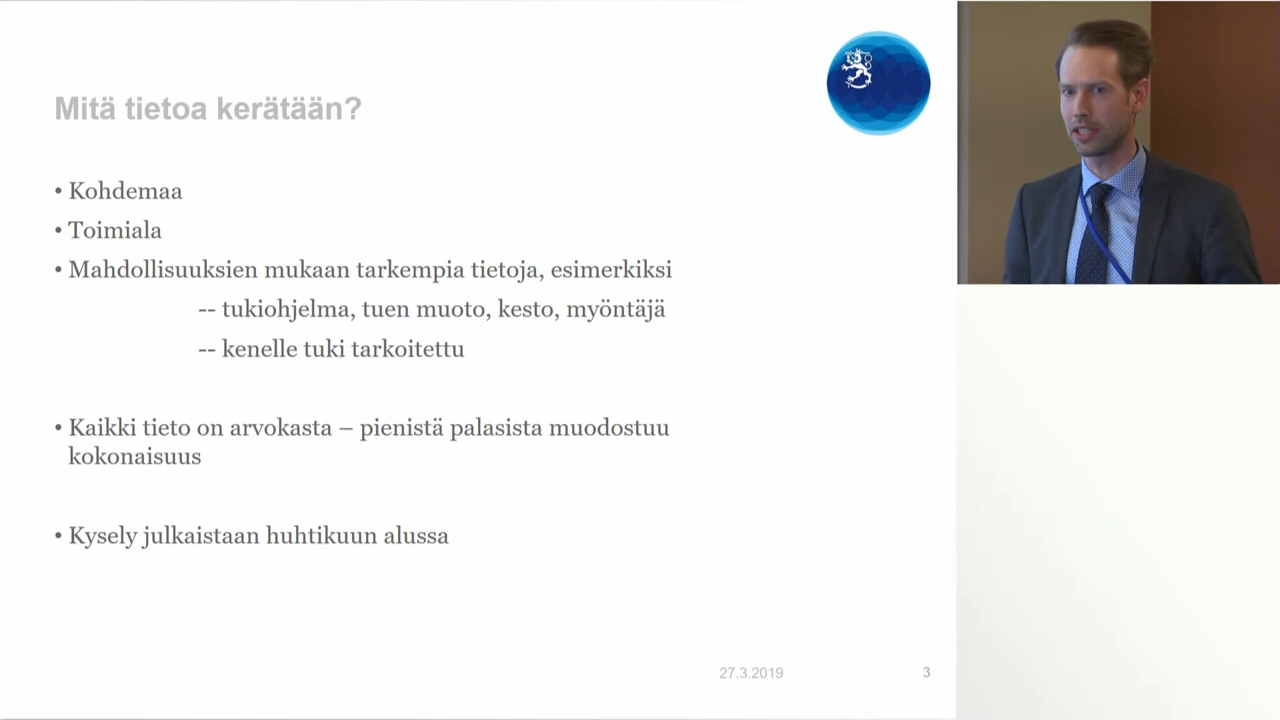 Mitä tietoa kerätään?
• Kohdemaa
• Toimiala
• Mahdollisuuksien mukaan tarkempia tietoja, esimerkiksi
-- tukiohjelma, tuen muoto, kesto, myöntäjä
-- kenelle tuki tarkoitettu
• Kaikki tieto on arvokasta – pienistä palasista muodostuu
kokonaisuus
• Kysely julkaistaan huhtikuun alussa
27.3.2019 3